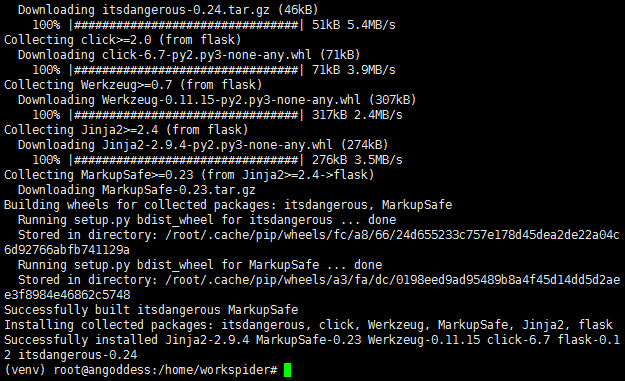 Downloading itsdangerous-0.24.tar.gz (46kB)
100% |################################| 51kB 5.4MB/s
Collecting click>=2.0 (from flask)
Downloading click-6.7-py2.py3-none-any.whl (71kB)
100% |################################| 71kB 3.9MB/s
Collecting Werkzeug>=0.7 (from flask)
Downloading Werkzeug-0.11.15-py2.py3-none-any.whl (307kB)
100% |################################| 317kB 2.4MB/s
Collecting Jinja2>=2.4 (from flask)
Downloading Jinja2-2.9.4-py2.py3-none-any.whl (274kB)
100% |################################| 276kB 3.5MB/s
Collecting MarkupSafe>=0.23 (from Jinja2>=2.4->flask)
Downloading MarkupSafe-0.23.tar.gz
Building wheels for collected packages: itsdangerous, MarkupSafe
Running setup.py bdist_wheel for itsdangerous ... done
Stored in directory: /root/.cache/pip/wheels/fc/a8/66/24d655233c757e178d45dea2de22a04c
6d92766abfb741129a
Running setup.py bdist_wheel for MarkupSafe ... done
Stored in directory: /root/.cache/pip/wheels/a3/fa/dc/0198eed9ad95489b8a4f45d14dd5d2ae
e3f8984e46862c5748
Successfully built itsdangerous MarkupSafe
Installing collected packages: itsdangerous, click, Werkzeug, MarkupSafe, Jinja2, flask
Successfully installed Jinja2-2.9.4 MarkupSafe-0.23 Werkzeug-0.11.15 click-6.7 flask-0.1
2 itsdangerous-0.24
(venv) root@angoddess:/home/workspider#